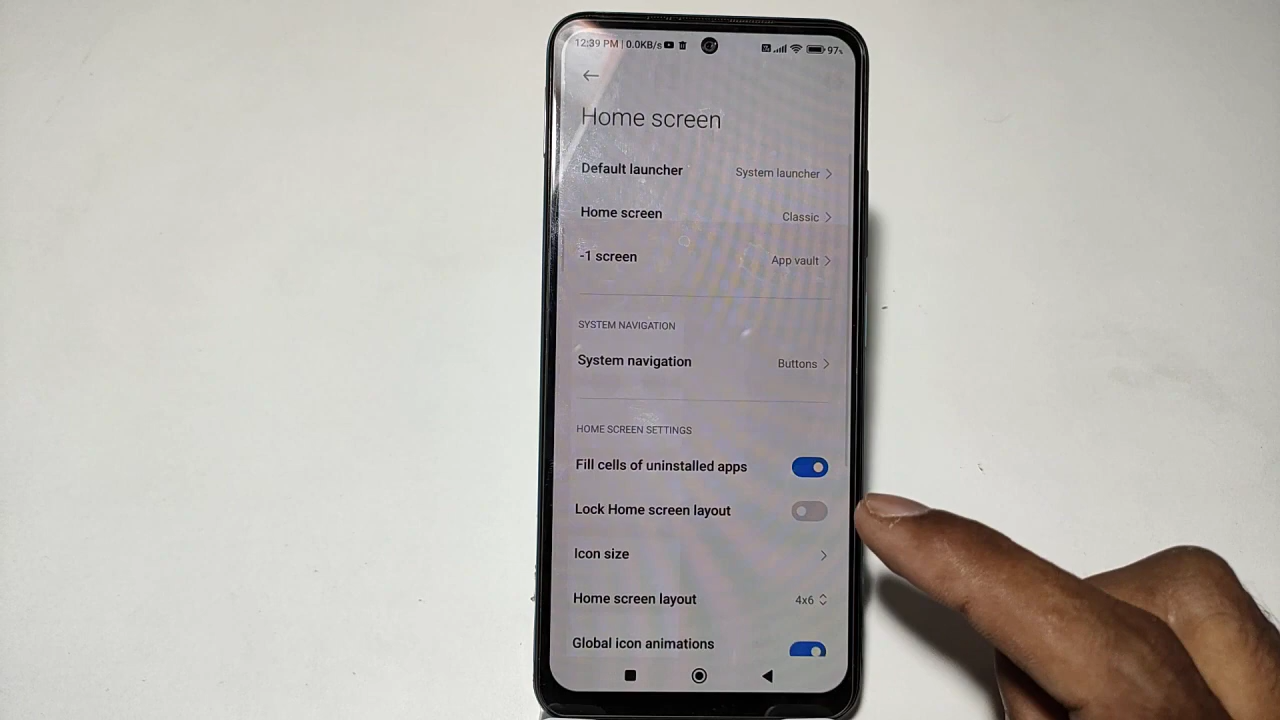 12:39 PM | 0.0KB/s 97%
Home screen
Default launcher System launcher
Home screen Classic
-1 screen App vault
SYSTEM NAVIGATION
System navigation Buttons
HOME SCREEN SETTINGS
Fill cells of uninstalled apps
Lock Home screen layout
Icon size
Home screen layout 4x6
Global icon animations